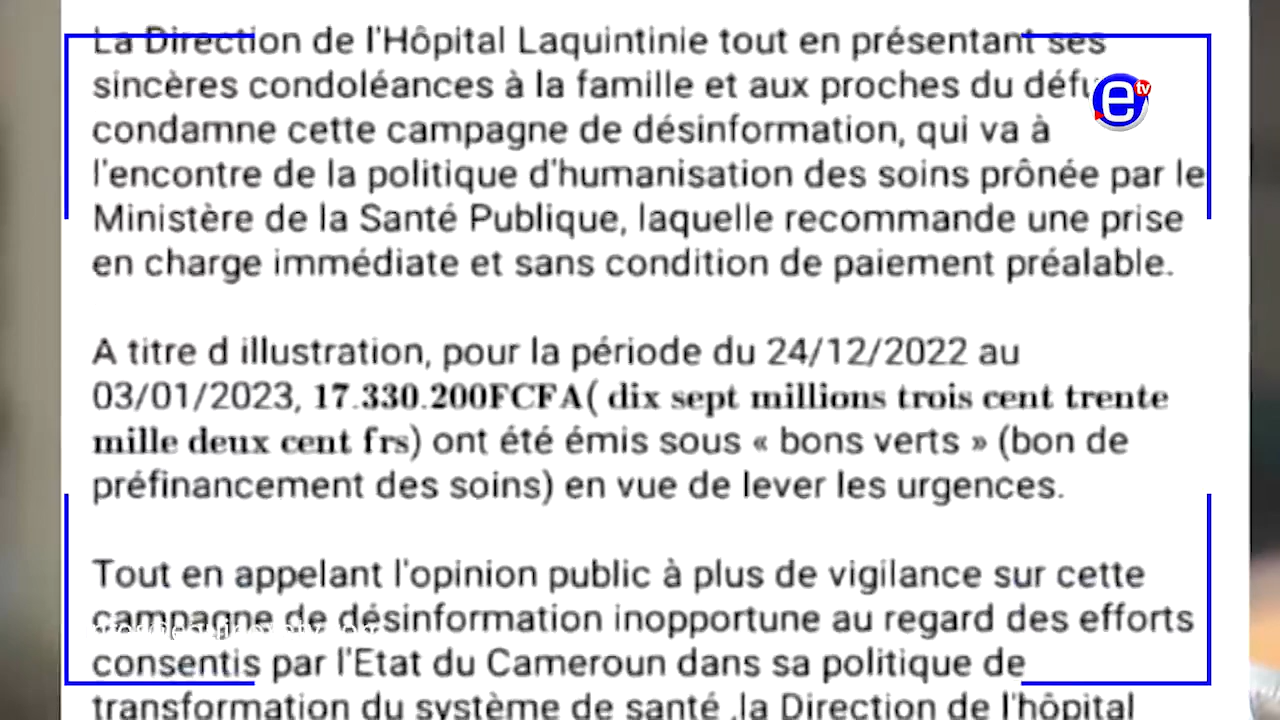 La Direction de l'Hôpital Laquintinie tout en présentant ses
sincères condoléances à la famille et aux proches du
e tv
condamne cette campagne de désinformation, qui va à
l'encontre de la politique d'humanisation des soins prônée par le
Ministère de la Santé Publique, laquelle recommande une prise
en charge immédiate et sans condition de paiement préalable.
A titre d illustration, pour la période du 24/12/2022 au
03/01/2023, 17.330.200FCFA( dix sept millions trois cent trente
mille deux cent frs) ont été émis sous « bons verts » (bon de
préfinancement des soins) en vue de lever les urgences.
Tout en appelant l'opinion public à plus de vigilance sur cette
campagne de désinformation inopportune au regard des efforts
consentis par l'Etat du Cameroun dans sa politique de
transformation du système de santé ,la Direction de l'hôpital